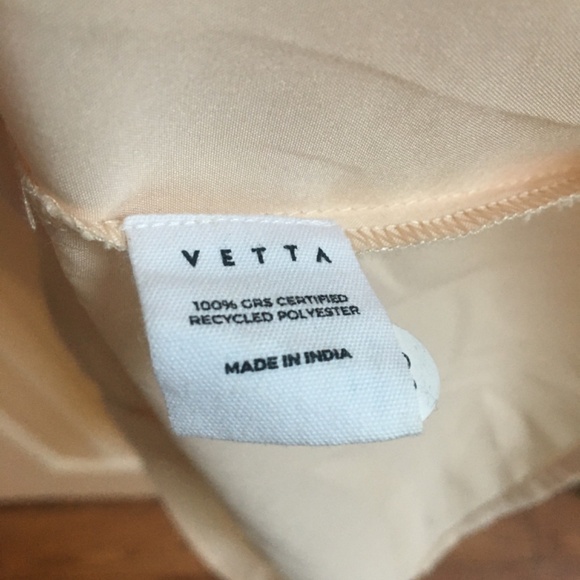 VETTA
100% GRS CERTIFIED
RECYCLED POLYESTER
MADE IN INDIA